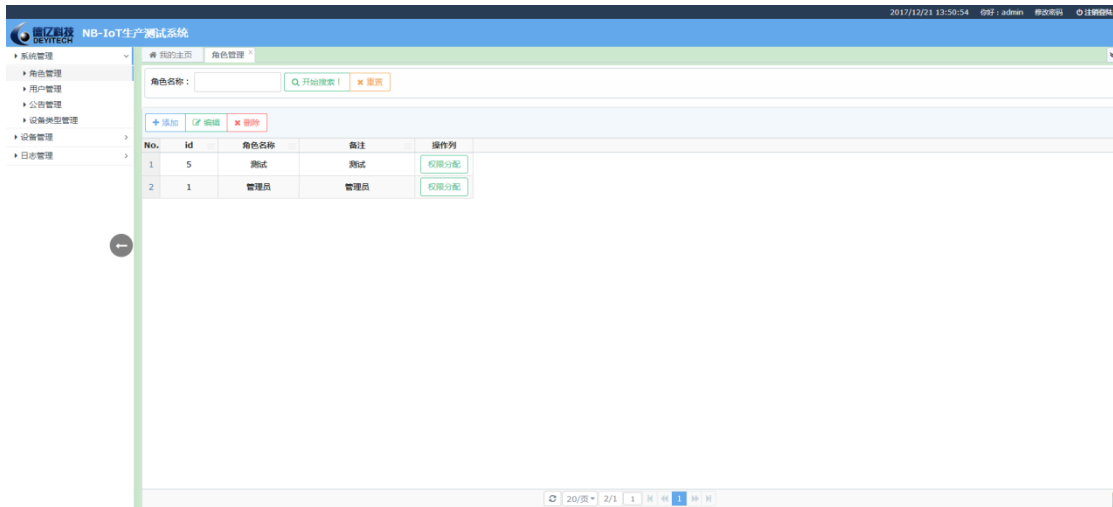 2017/12/21 13:50:54 你好：admin 修改密码 注销登陆
德亿科技 DEYITECH NB-IoT生产测试系统
系统管理
角色管理
用户管理
公告管理
设备类型管理
设备管理
日志管理
我的主页 角色管理 ×
角色名称： 开始搜索！ 重置
添加 编辑 删除
No. id 角色名称 备注 操作列
1 5 测试 测试 权限分配
2 1 管理员 管理员 权限分配
20/页 2/1 1 1